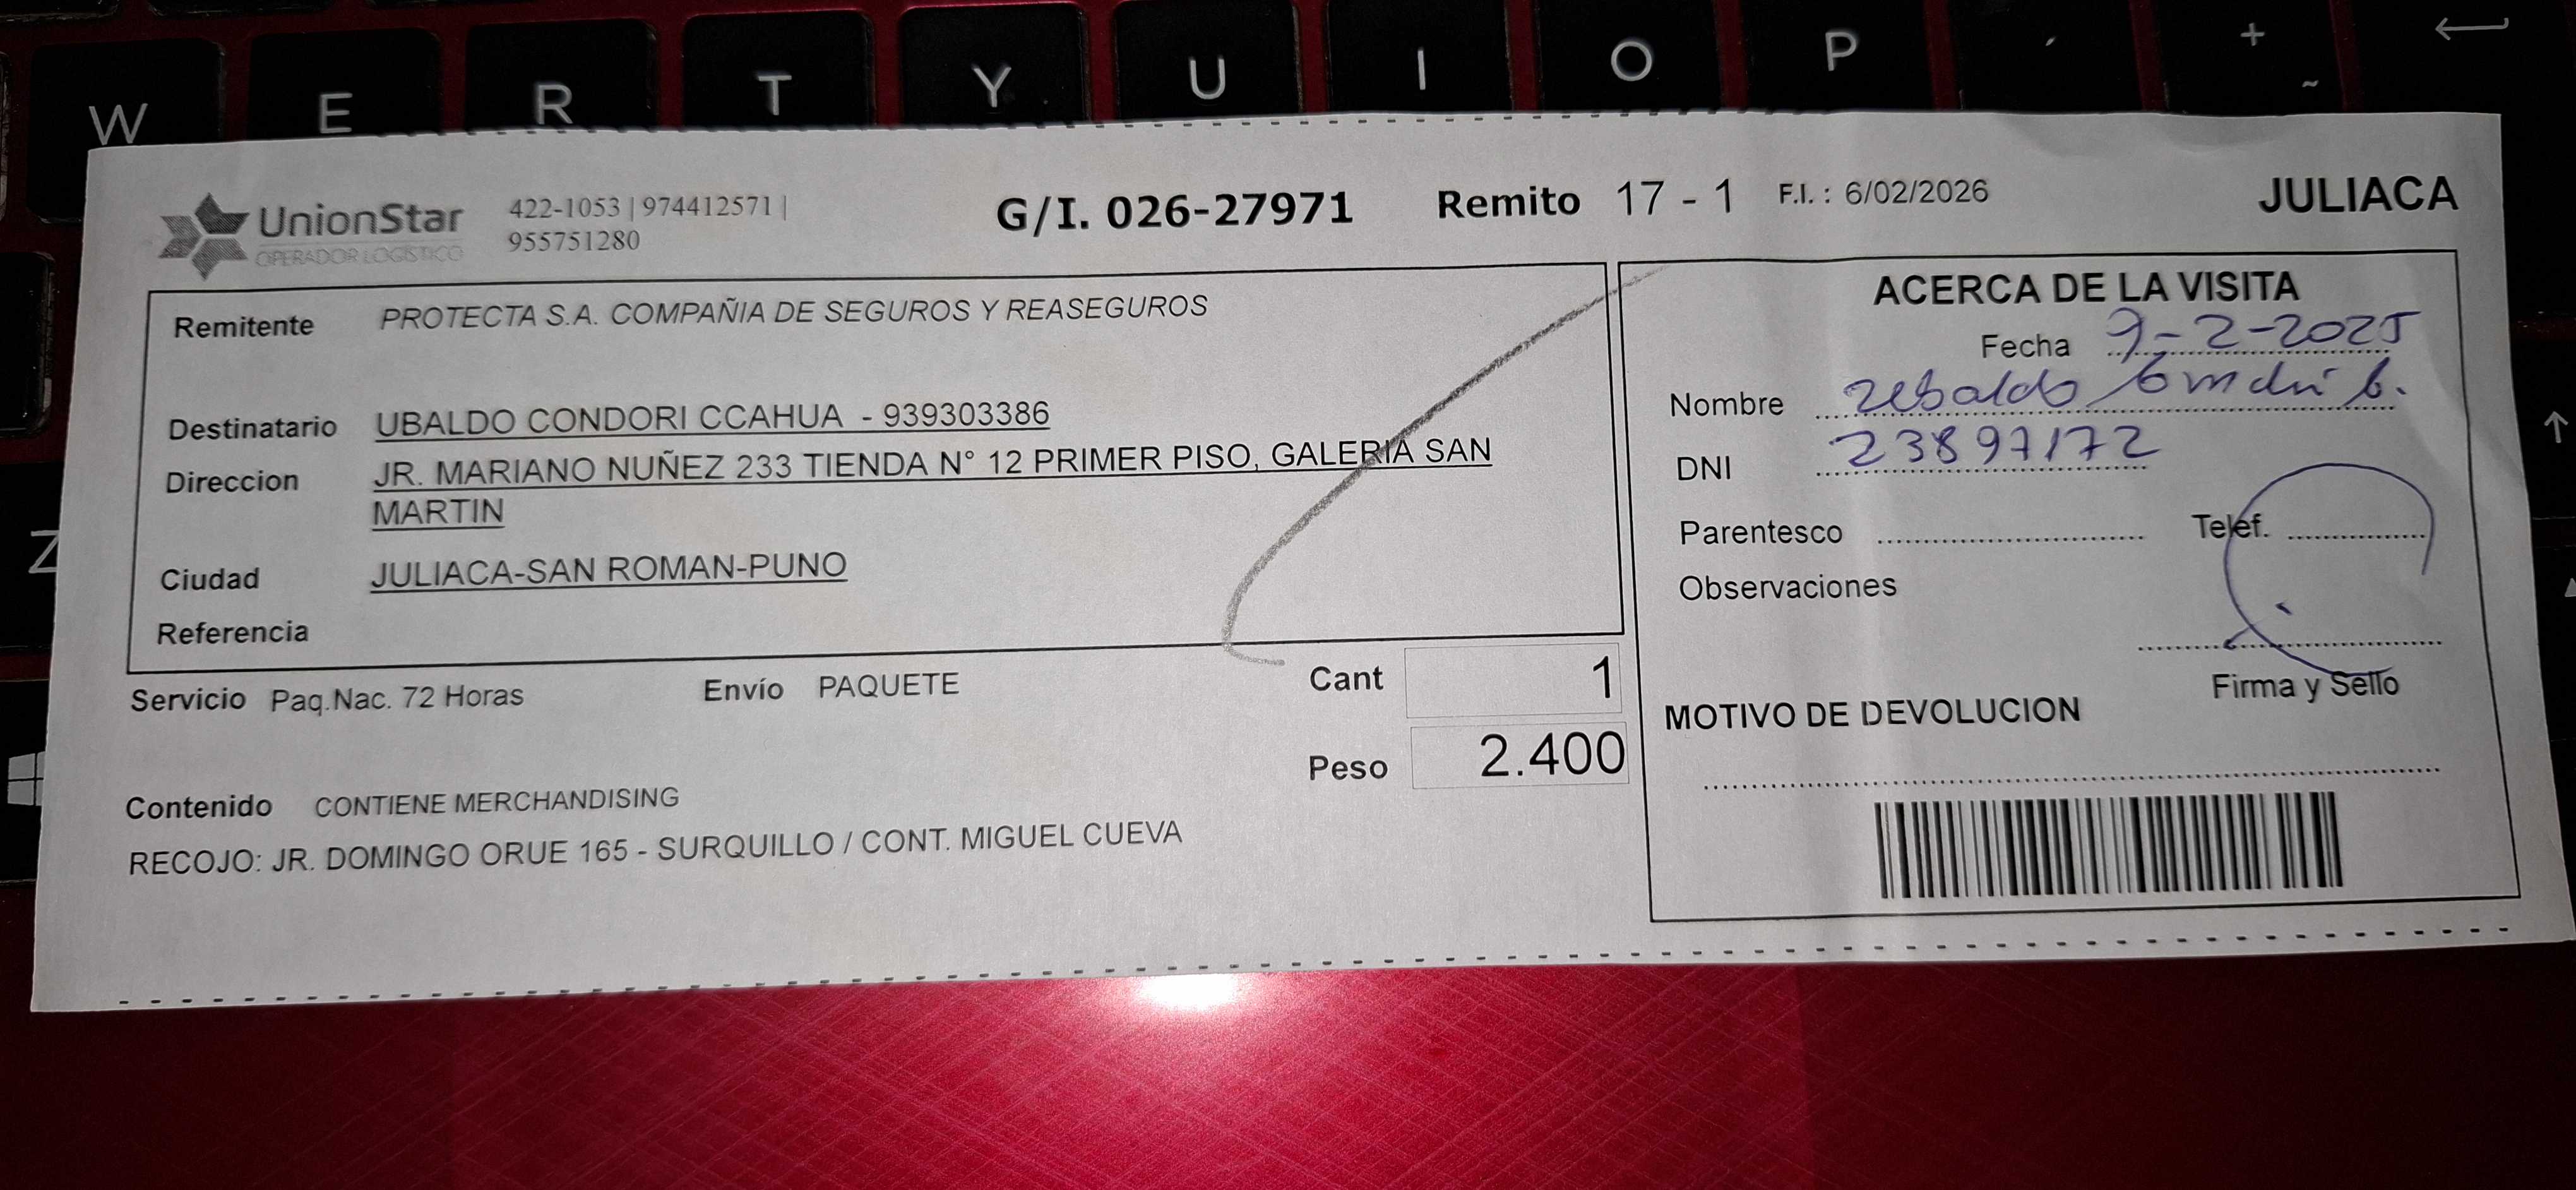 W E R T Y U I O P ´ + ~
UnionStar
OPERADOR LOGÍSTICO
422-1053 | 974412571 |
955751280
G/I. 026-27971 Remito 17 - 1 F.I. : 6/02/2026 JULIACA
Remitente PROTECTA S.A. COMPAÑIA DE SEGUROS Y REASEGUROS
Destinatario UBALDO CONDORI CCAHUA - 939303386
Direccion JR. MARIANO NUÑEZ 233 TIENDA N° 12 PRIMER PISO, GALERIA SAN
MARTIN
Ciudad JULIACA-SAN ROMAN-PUNO
Referencia
Servicio Paq.Nac. 72 Horas Envío PAQUETE Cant 1
Peso 2.400
Contenido CONTIENE MERCHANDISING
RECOJO: JR. DOMINGO ORUE 165 - SURQUILLO / CONT. MIGUEL CUEVA
ACERCA DE LA VISITA
Fecha 9-2-2025
Nombre Ubaldo Condori C.
DNI 23897172
Parentesco Telef.
Observaciones
Firma y Sello
MOTIVO DE DEVOLUCION
Z